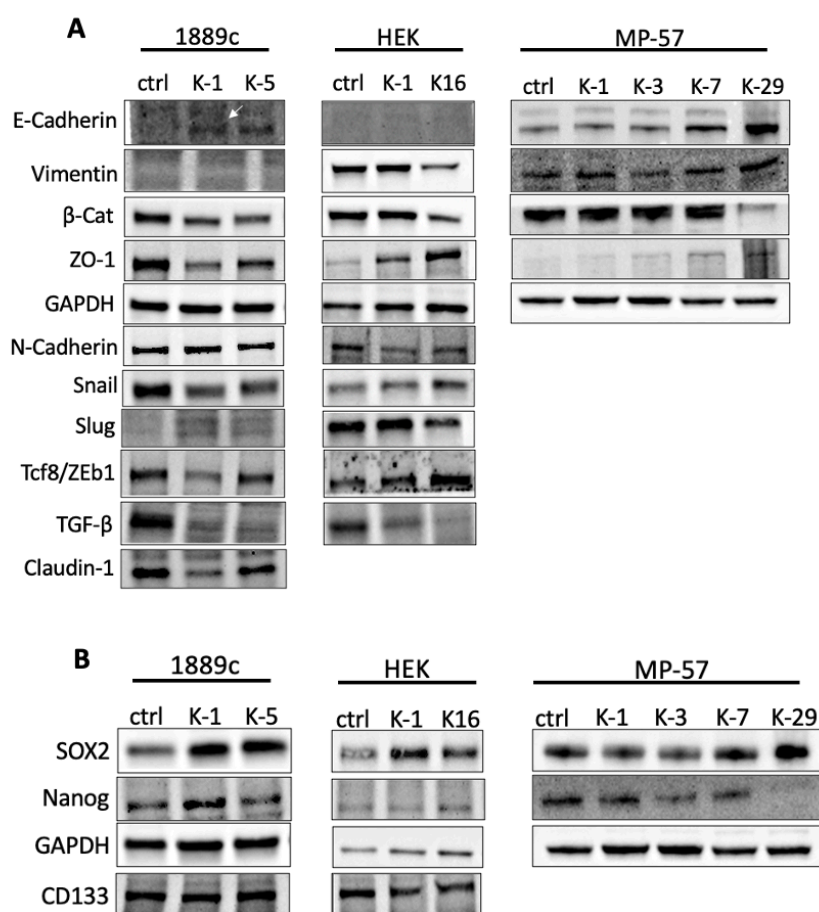 A
1889c HEK MP-57
ctrl K-1 K-5 ctrl K-1 K16 ctrl K-1 K-3 K-7 K-29
E-Cadherin
Vimentin
β-Cat
ZO-1
GAPDH
N-Cadherin
Snail
Slug
Tcf8/ZEb1
TGF-β
Claudin-1
B
1889c HEK MP-57
ctrl K-1 K-5 ctrl K-1 K16 ctrl K-1 K-3 K-7 K-29
SOX2
Nanog
GAPDH
CD133